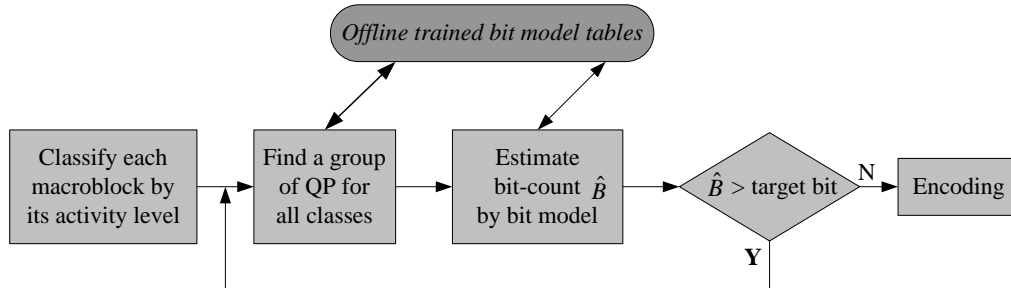 Offline trained bit model tables
Classify each
macroblock by
its activity level
Find a group
of QP for
all classes
Estimate
bit-count B̂
by bit model
B̂ > target bit
N
Encoding
Y